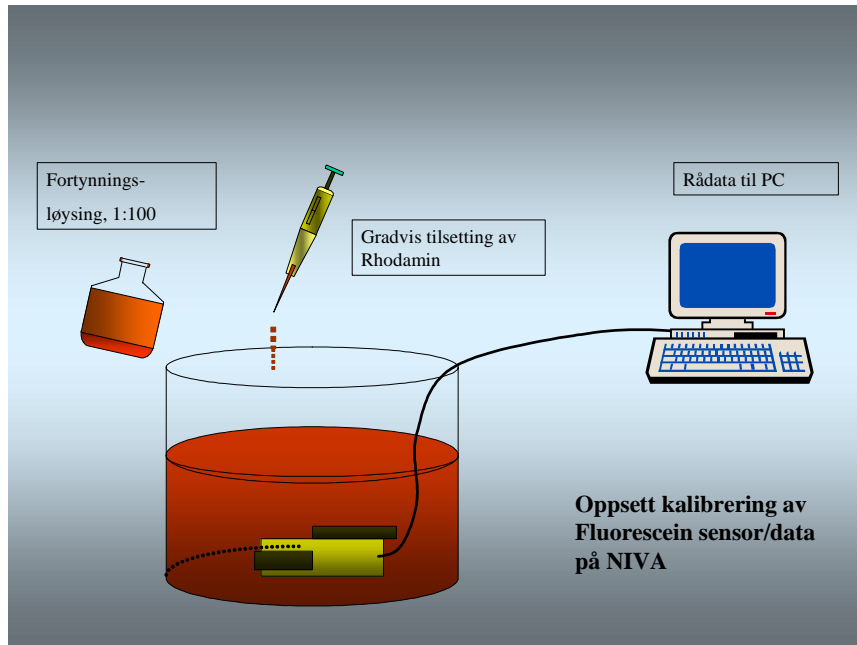 Fortynnings-
løysing, 1:100
Gradvis tilsetting av
Rhodamin
Rådata til PC
Oppsett kalibrering av
Fluorescein sensor/data
på NIVA